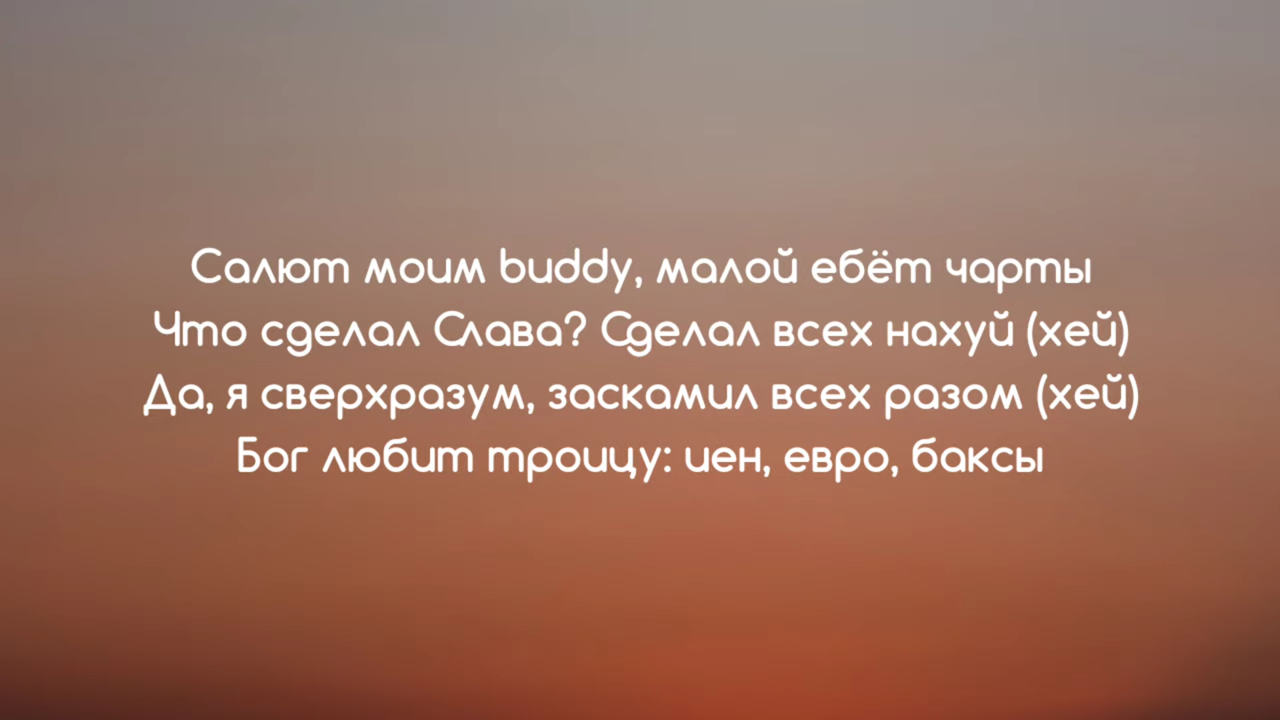 Салют моим buddy, малой ебёт чарты
Что сделал Слава? Сделал всех нахуй (хей)
Да, я сверхразум, заскамил всех разом (хей)
Бог любит троицу: иен, евро, баксы